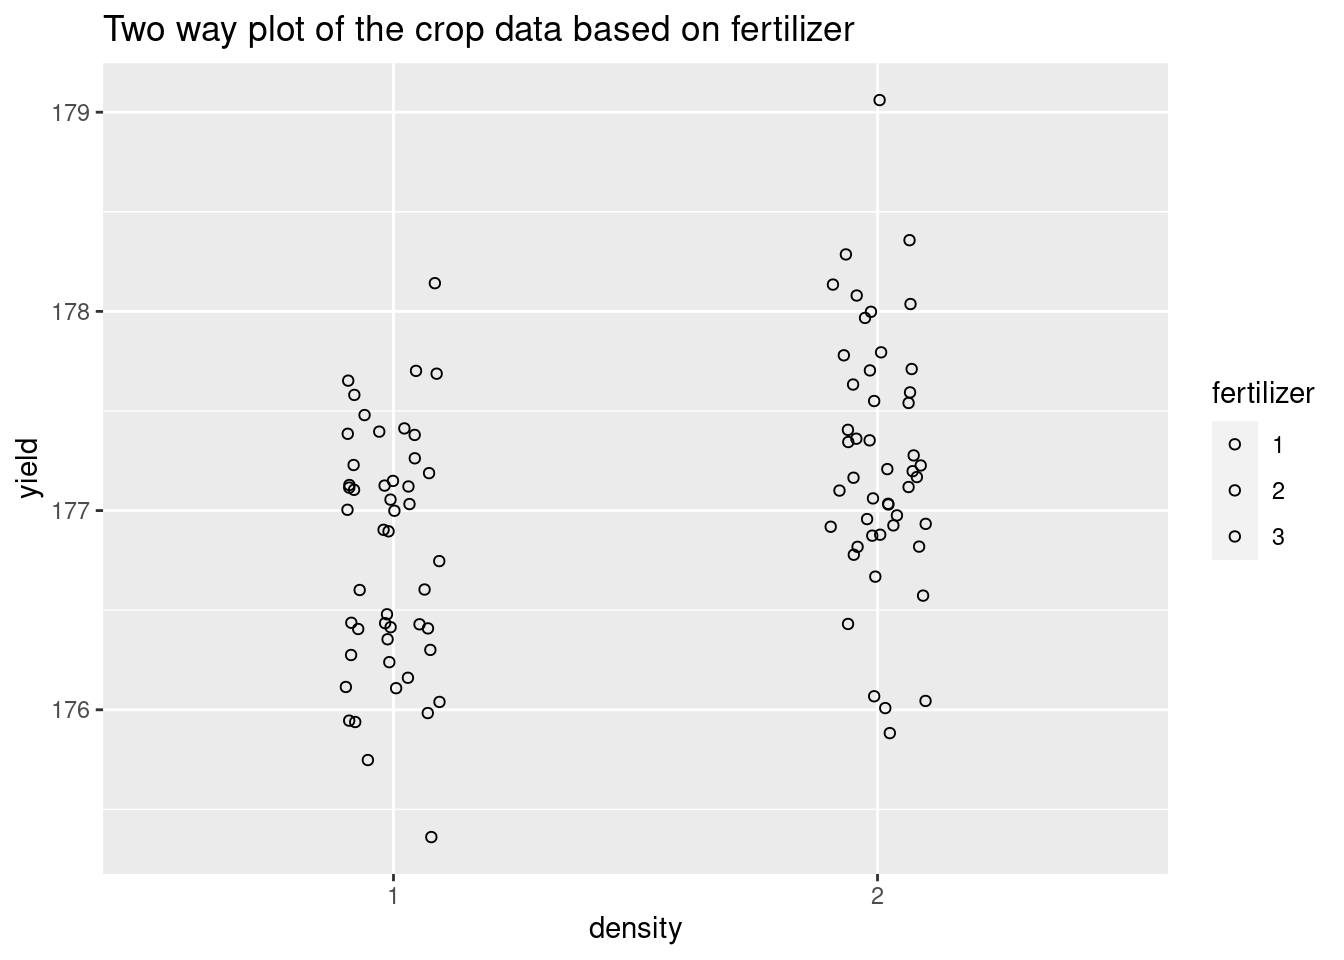 Two way plot of the crop data based on fertilizer
179
178
177
176
yield
1
2
density
fertilizer
1
2
3